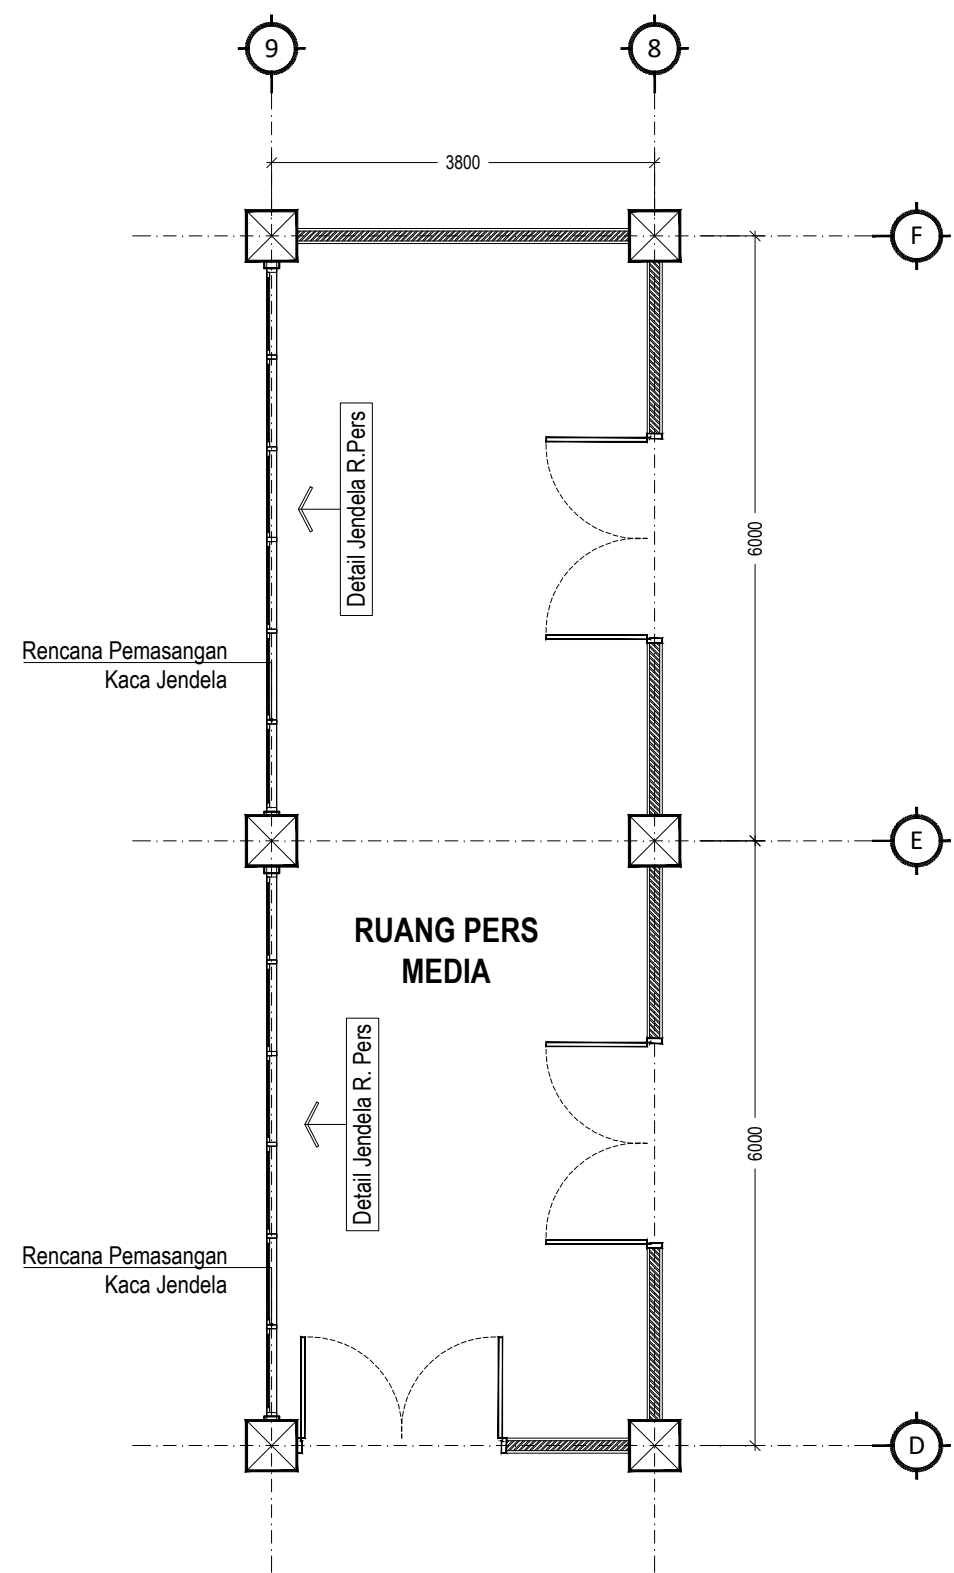 9
8
3800
F
Detail Jendela R.Pers
6000
Rencana Pemasangan
Kaca Jendela
E
RUANG PERS
MEDIA
Detail Jendela R. Pers
6000
Rencana Pemasangan
Kaca Jendela
D